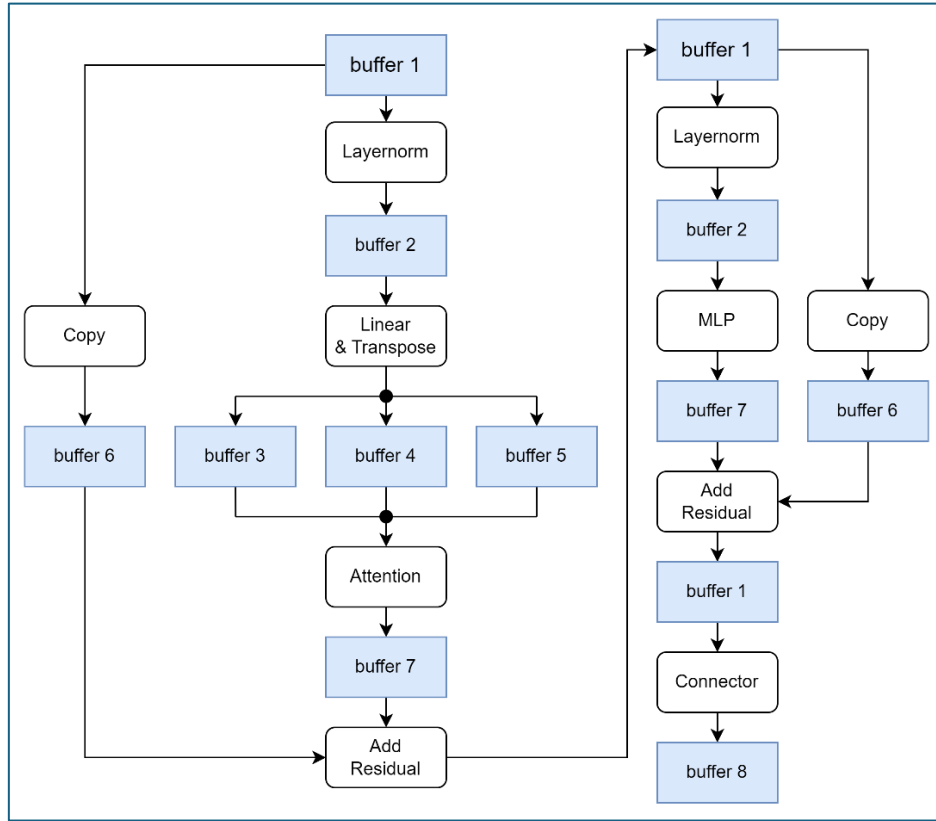 buffer 1
Layernorm
buffer 2
Copy
Linear
& Transpose
buffer 6
buffer 3
buffer 4
buffer 5
Attention
buffer 7
Add
Residual
buffer 1
Layernorm
buffer 2
MLP
Copy
buffer 7
buffer 6
Add
Residual
buffer 1
Connector
buffer 8